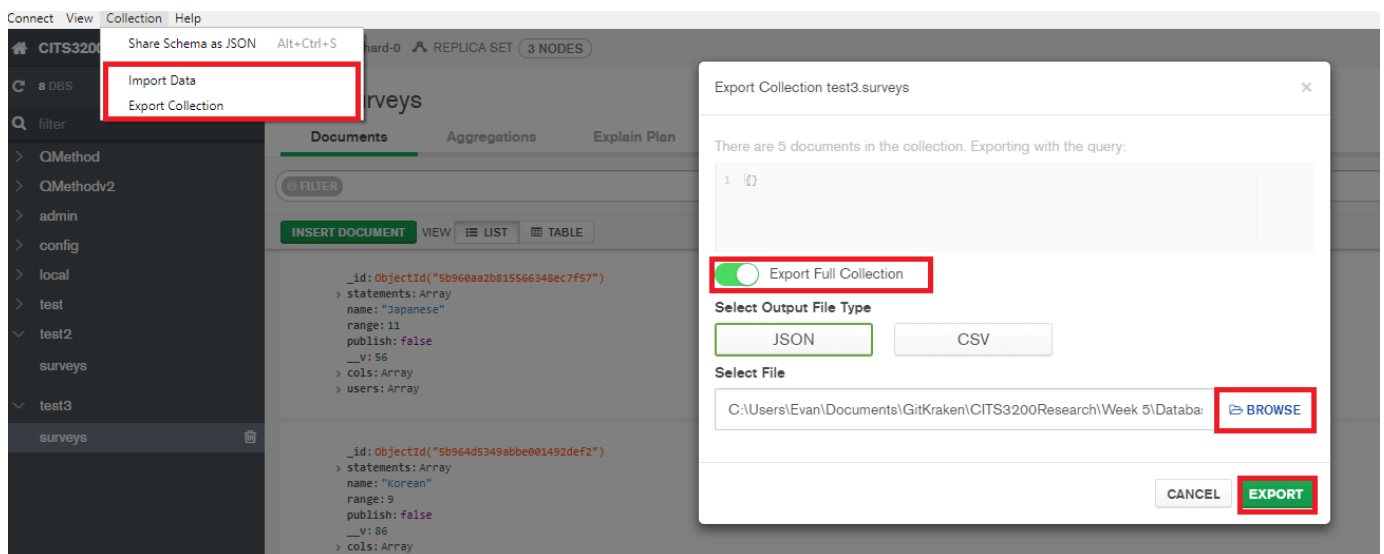 Connect View Collection Help
Share Schema as JSON Alt+Ctrl+S
Import Data
Export Collection
CITS3200
hard-0 REPLICA SET 3 NODES
8 DBS
filter
QMethod
QMethodv2
admin
config
local
test
test2
surveys
test3
surveys
rveys
Documents Aggregations Explain Plan
FILTER
INSERT DOCUMENT VIEW LIST TABLE
_id: ObjectId("5b960aa2b815566348ec7f57")
> statements: Array
name: "Japanese"
range: 11
publish: false
__v: 56
> cols: Array
> users: Array
_id: ObjectId("5b964d5349abbe001492def2")
> statements: Array
name: "Korean"
range: 9
publish: false
__v: 86
> cols: Array
Export Collection test3.surveys ×
There are 5 documents in the collection. Exporting with the query:
1 {}
Export Full Collection
Select Output File Type
JSON CSV
Select File
C:\Users\Evan\Documents\GitKraken\CITS3200Research\Week 5\Databa BROWSE
CANCEL EXPORT